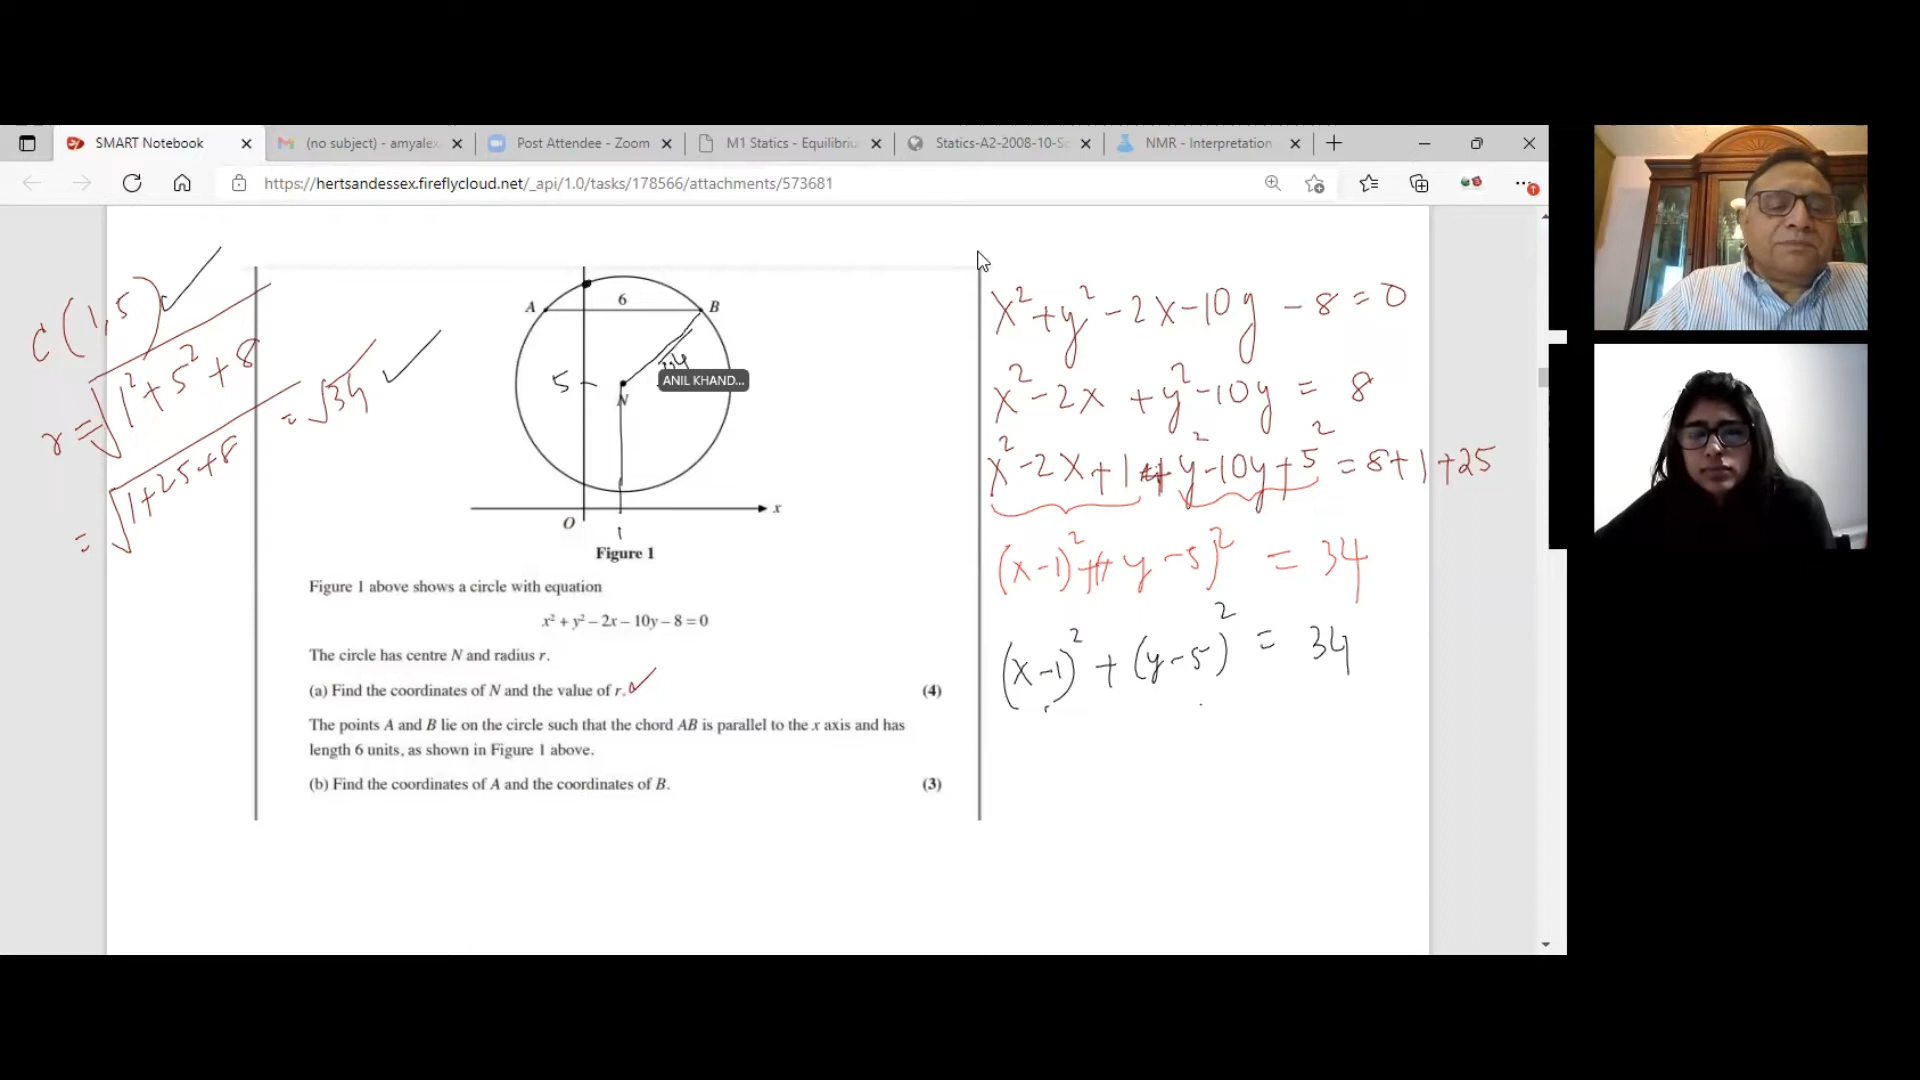 SMART Notebook
(no subject) - amyalex
Post Attendee - Zoom
M1 Statics - Equilibriu
Statics-A2-2008-10-So
NMR - Interpretation
https://hertsandessex.fireflycloud.net/_api/1.0/tasks/178566/attachments/573681
C (1,5)
r = √1² + 5² + 8
= √34
= √1+25+8
A
6
B
5
N
ANIL KHAND...
O
1
x
Figure 1
Figure 1 above shows a circle with equation
x² + y² – 2x – 10y – 8 = 0
The circle has centre N and radius r.
(a) Find the coordinates of N and the value of r.
(4)
The points A and B lie on the circle such that the chord AB is parallel to the x axis and has
length 6 units, as shown in Figure 1 above.
(b) Find the coordinates of A and the coordinates of B.
(3)
x² + y² - 2x - 10y - 8 = 0
x² - 2x + y² - 10y = 8
x² - 2x + 1 + y² - 10y + 5² = 8 + 1 + 25
(x - 1)² + (y - 5)² = 34
(x - 1)² + (y - 5)² = 34